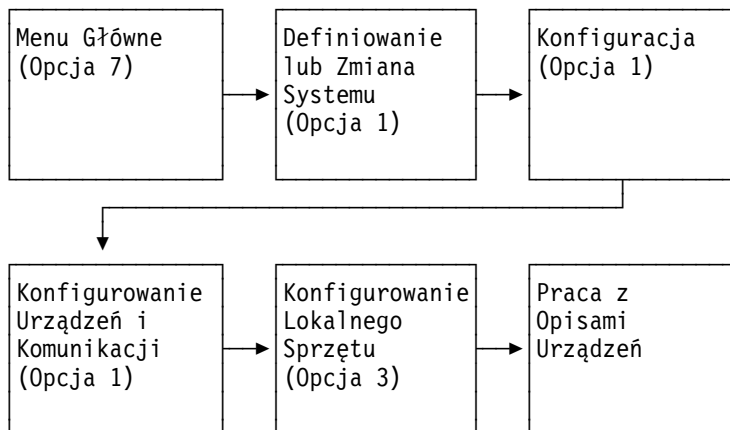 Menu Główne
(Opcja 7)
Definiowanie
lub Zmiana
Systemu
(Opcja 1)
Konfiguracja
(Opcja 1)
Konfigurowanie
Urządzeń i
Komunikacji
(Opcja 1)
Konfigurowanie
Lokalnego
Sprzętu
(Opcja 3)
Praca z
Opisami
Urządzeń